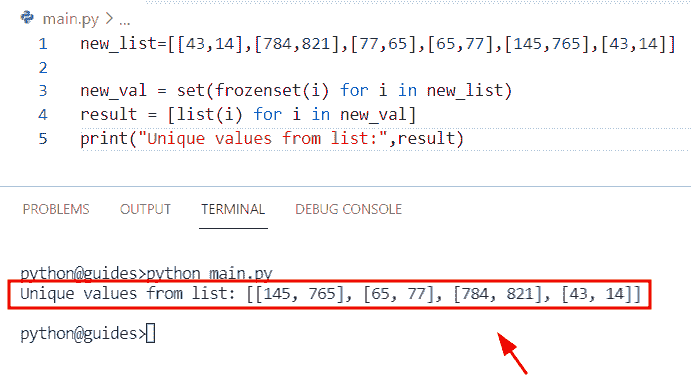 main.py > ...
1 new_list=[[43,14],[784,821],[77,65],[65,77],[145,765],[43,14]]
2
3 new_val = set(frozenset(i) for i in new_list)
4 result = [list(i) for i in new_val]
5 print("Unique values from list:",result)
PROBLEMS OUTPUT TERMINAL DEBUG CONSOLE
python@guides>python main.py
Unique values from list: [[145, 765], [65, 77], [784, 821], [43, 14]]
python@guides>